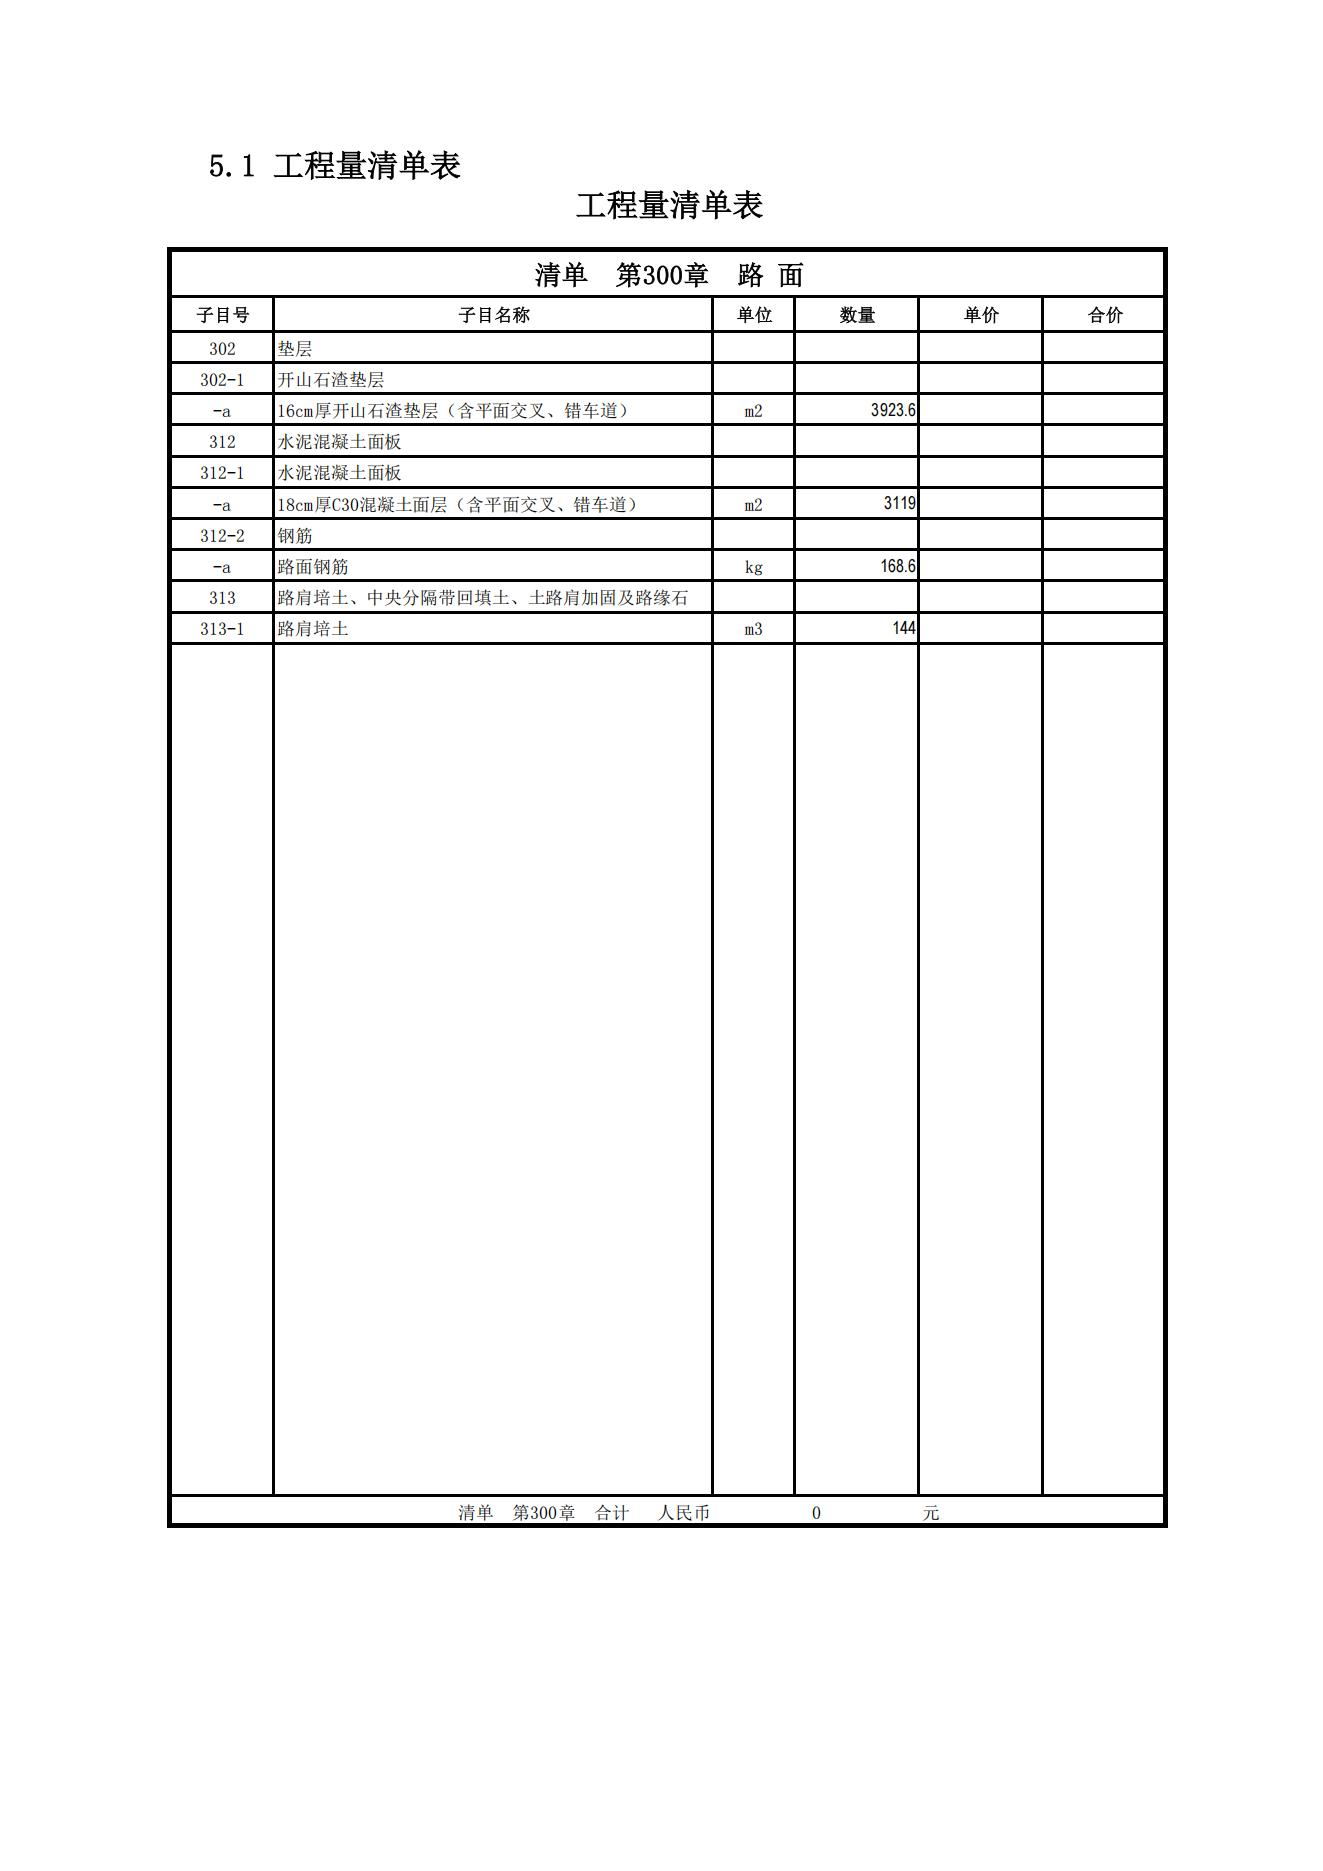 5.1 工程量清单表
工程量清单表
清单 第300章 路 面
子目号 子目名称 单位 数量 单价 合价
302 垫层
302-1 开山石渣垫层
-a 16cm厚开山石渣垫层（含平面交叉、错车道） m2 3923.6
312 水泥混凝土面板
312-1 水泥混凝土面板
-a 18cm厚C30混凝土面层（含平面交叉、错车道） m2 3119
312-2 钢筋
-a 路面钢筋 kg 168.6
313 路肩培土、中央分隔带回填土、土路肩加固及路缘石
313-1 路肩培土 m3 144
清单 第300章 合计 人民币 0 元